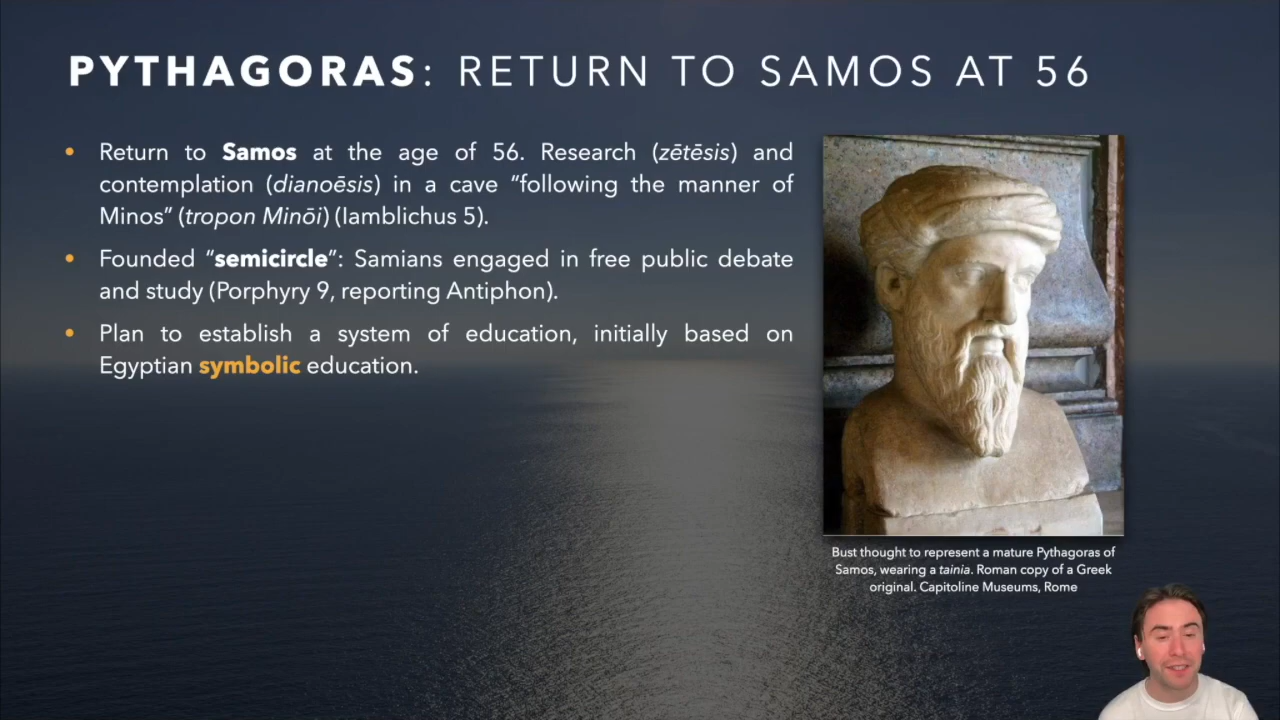 PYTHAGORAS: RETURN TO SAMOS AT 56
• Return to Samos at the age of 56. Research (zētēsis) and
contemplation (dianoēsis) in a cave “following the manner of
Minos” (tropon Minōi) (Iamblichus 5).
• Founded “semicircle”: Samians engaged in free public debate
and study (Porphyry 9, reporting Antiphon).
• Plan to establish a system of education, initially based on
Egyptian symbolic education.
Bust thought to represent a mature Pythagoras of
Samos, wearing a tainia. Roman copy of a Greek
original. Capitoline Museums, Rome